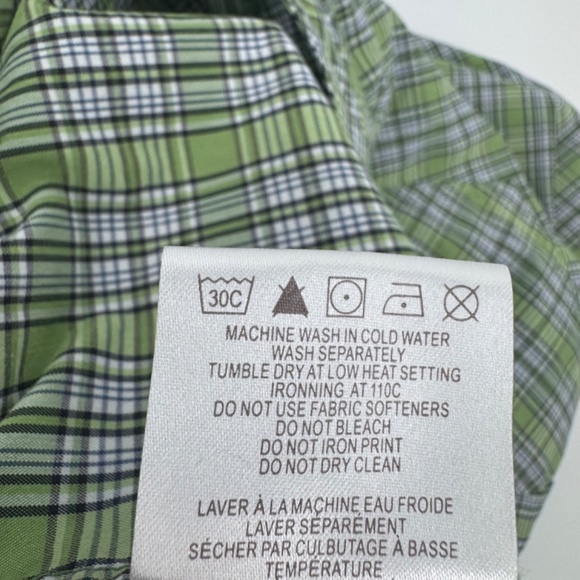 30C
MACHINE WASH IN COLD WATER
WASH SEPARATELY
TUMBLE DRY AT LOW HEAT SETTING
IRONNING AT 110C
DO NOT USE FABRIC SOFTENERS
DO NOT BLEACH
DO NOT IRON PRINT
DO NOT DRY CLEAN
LAVER À LA MACHINE EAU FROIDE
LAVER SÉPARÉMENT
SÉCHER PAR CULBUTAGE À BASSE
TEMPÉRATURE